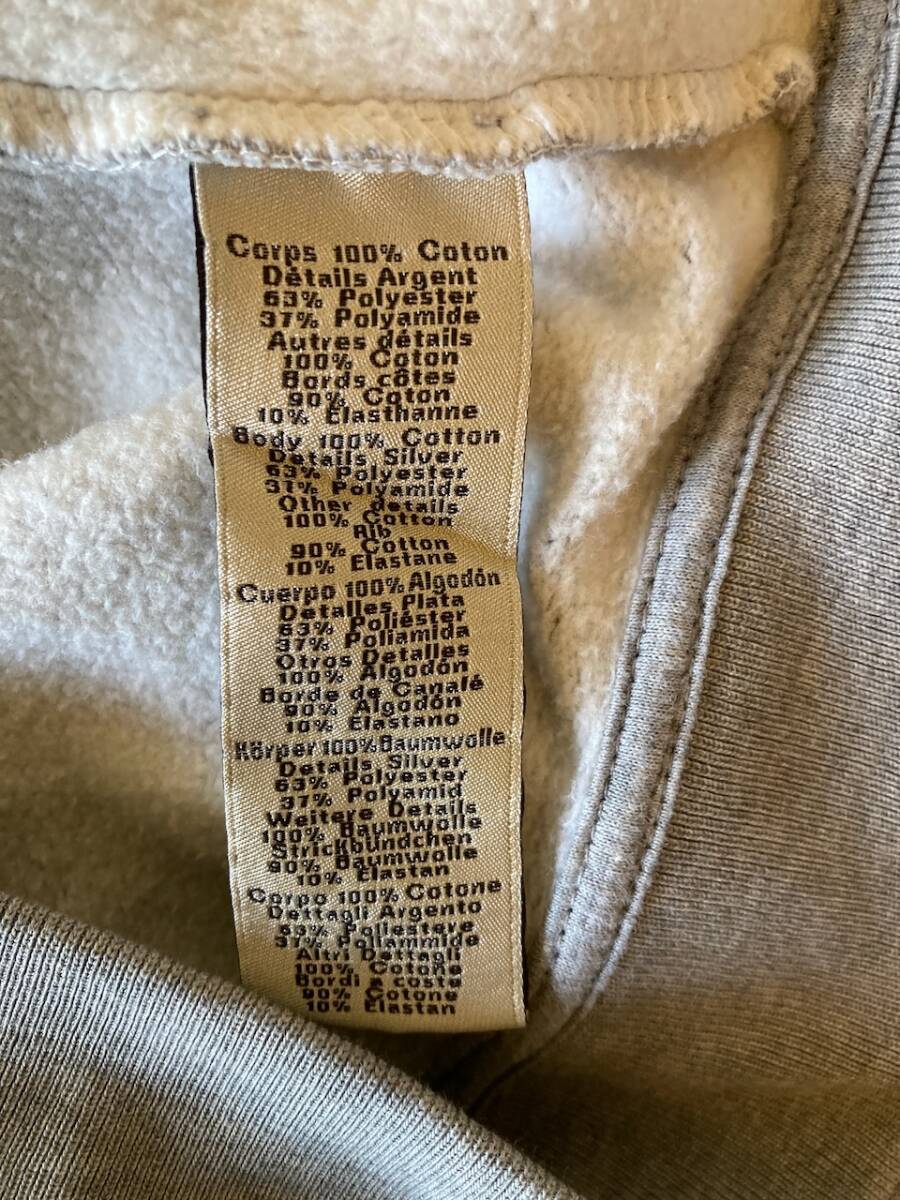 Corps 100% Coton
Détails Argent
63% Polyester
37% Polyamide
Autres détails
100% Coton
Bords côtes
90% Coton
10% Elasthanne
Body 100% Cotton
Details Silver
63% Polyester
37% Polyamide
Other details
100% Cotton
Rib
90% Cotton
10% Elastane
Cuerpo 100% Algodón
Detalles Plata
63% Poliéster
37% Poliamida
Otros Detalles
100% Algodón
Borde de Canalé
90% Algodón
10% Elastano
Körper 100% Baumwolle
Details Silver
63% Polyester
37% Polyamid
Weitere Details
100% Baumwolle
Strickbündchen
90% Baumwolle
10% Elastan
Corpo 100% Cotone
Dettagli Argento
63% Poliestere
37% Poliammide
Altri Dettagli
100% Cotone
Bordi a coste
90% Cotone
10% Elastan